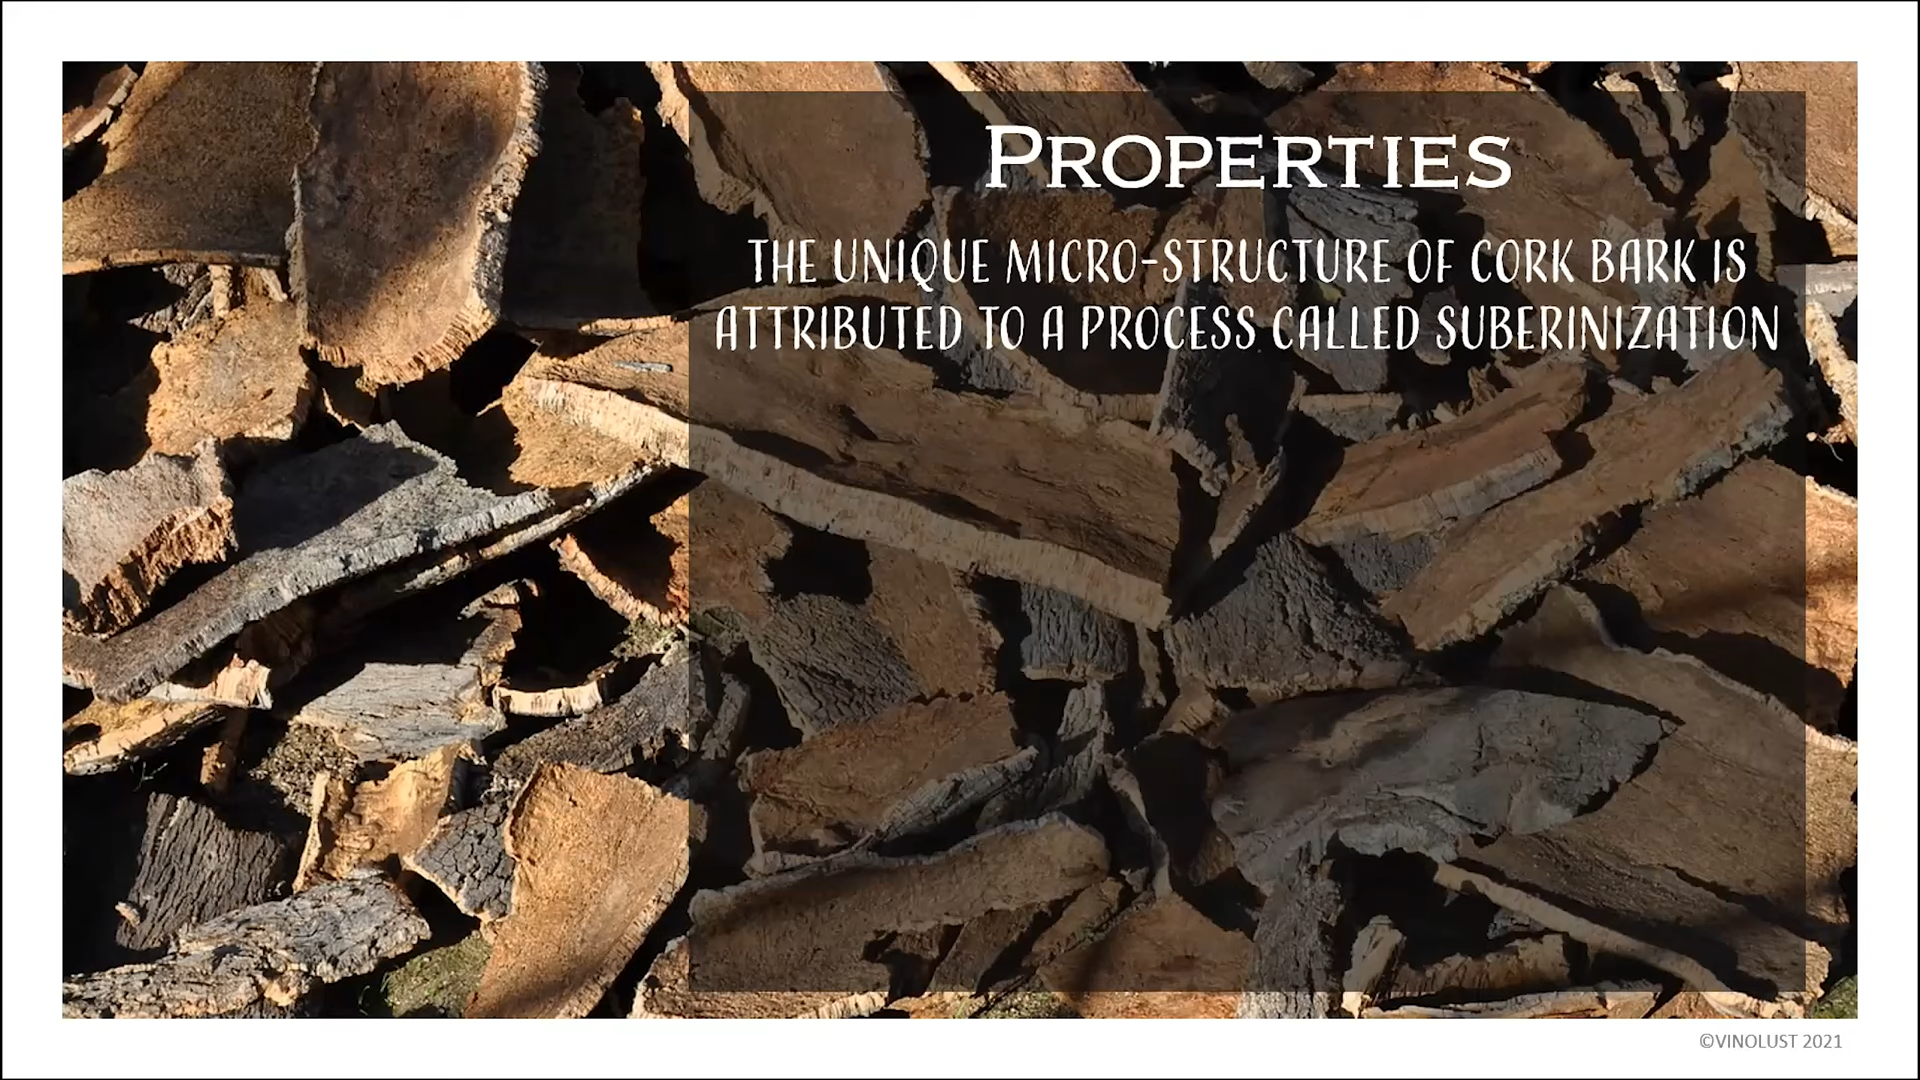 Properties
THE UNIQUE MICRO-STRUCTURE OF CORK BARK IS
ATTRIBUTED TO A PROCESS CALLED SUBERINIZATION
©VINOLUST 2021